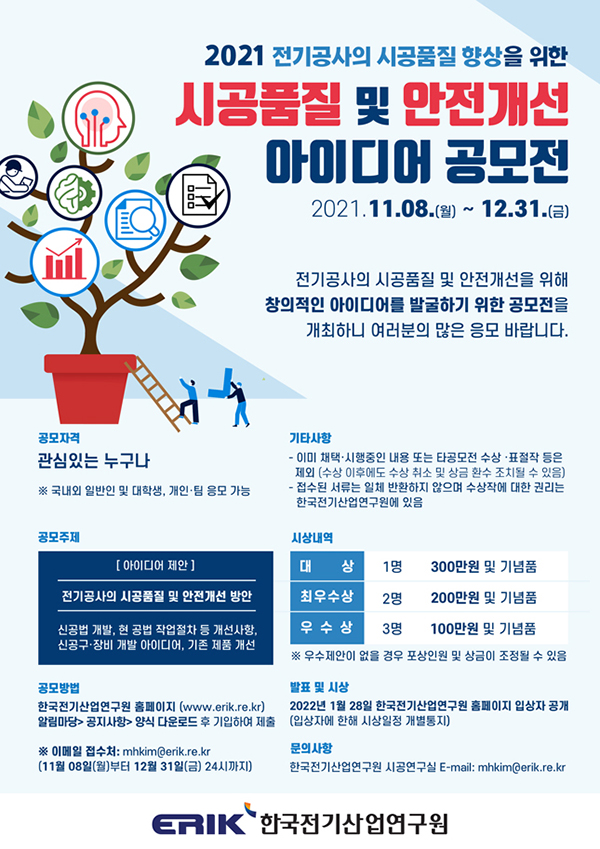 2021 전기공사의 시공품질 향상을 위한
시공품질 및 안전개선
아이디어 공모전
2021. 11.08.(월) ~ 12.31.(금)
전기공사의 시공품질 및 안전개선을 위해
창의적인 아이디어를 발굴하기 위한 공모전을
개최하니 여러분의 많은 응모 바랍니다.
공모자격
관심있는 누구나
※ 국내외 일반인 및 대학생, 개인·팀 응모 가능
기타사항
- 이미 채택·시행중인 내용 또는 타공모전 수상 ·표절작 등은
제외 (수상 이후에도 수상 취소 및 상금 환수 조치될 수 있음)
- 접수된 서류는 일체 반환하지 않으며 수상작에 대한 권리는
한국전기산업연구원에 있음
공모주제
[ 아이디어 제안 ]
전기공사의 시공품질 및 안전개선 방안
신공법 개발, 현 공법 작업절차 등 개선사항,
신공구·장비 개발 아이디어, 기존 제품 개선
시상내역
대 상 1명 300만원 및 기념품
최우수상 2명 200만원 및 기념품
우 수 상 3명 100만원 및 기념품
※ 우수제안이 없을 경우 포상인원 및 상금이 조정될 수 있음
공모방법
한국전기산업연구원 홈페이지 (www.erik.re.kr)
알림마당> 공지사항> 양식 다운로드 후 기입하여 제출
※ 이메일 접수처: mhkim@erik.re.kr
(11월 08일(월)부터 12월 31일(금) 24시까지)
발표 및 시상
2022년 1월 28일 한국전기산업연구원 홈페이지 입상자 공개
(입상자에 한해 시상일정 개별통지)
문의사항
한국전기산업연구원 시공연구실 E-mail: mhkim@erik.re.kr
ERIK 한국전기산업연구원